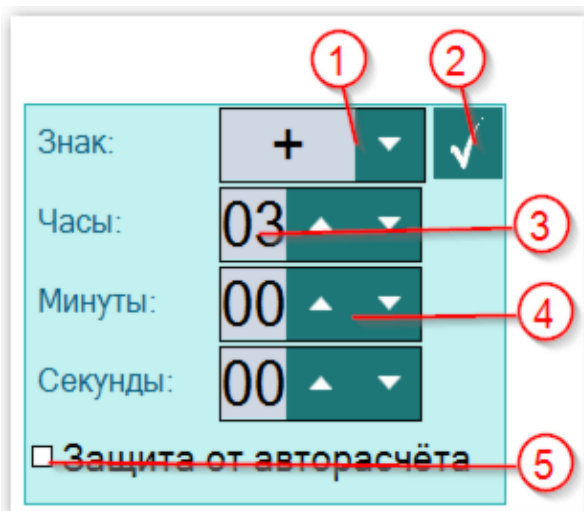 1 2
Знак: +
Часы: 03 3
Минуты: 00 4
Секунды: 00
Защита от авторасчёта 5